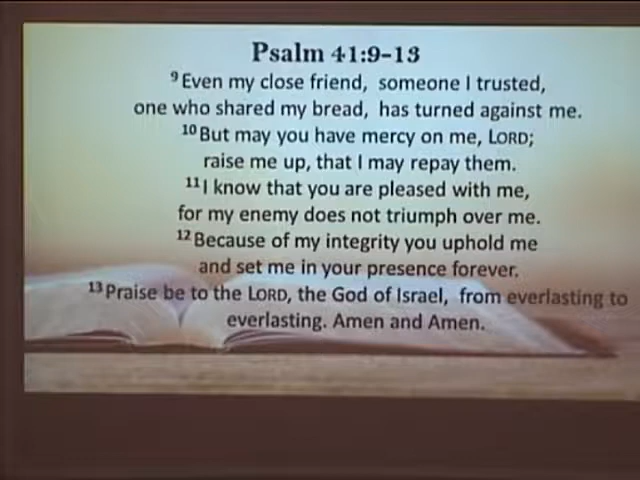 Psalm 41:9-13
9 Even my close friend, someone I trusted,
one who shared my bread, has turned against me.
10 But may you have mercy on me, LORD;
raise me up, that I may repay them.
11 I know that you are pleased with me,
for my enemy does not triumph over me.
12 Because of my integrity you uphold me
and set me in your presence forever.
13 Praise be to the LORD, the God of Israel, from everlasting to
everlasting. Amen and Amen.